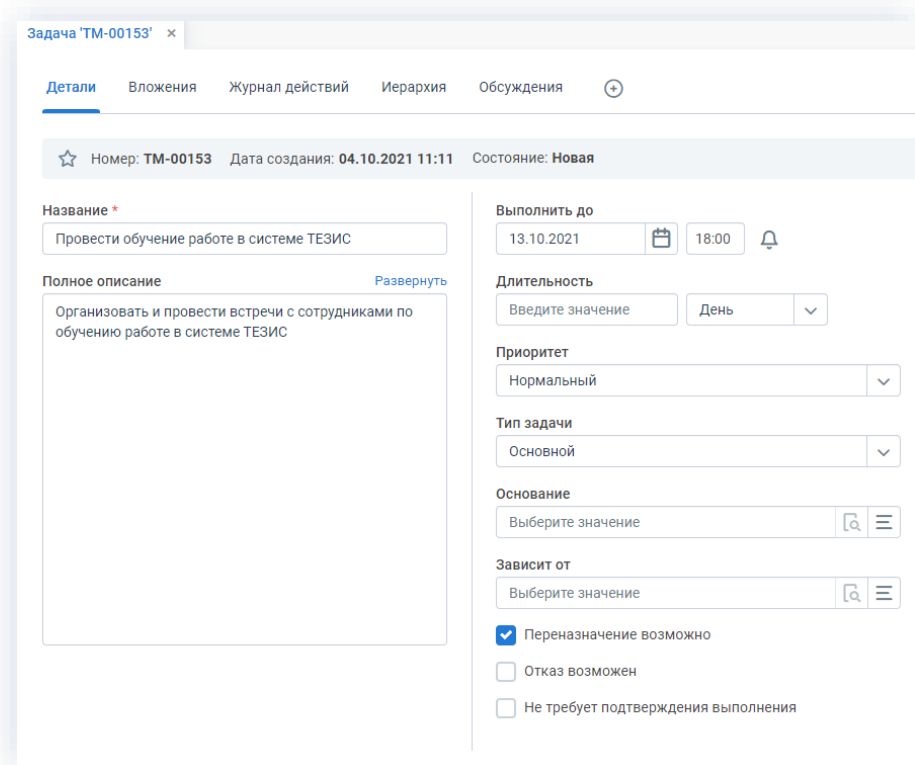 Задача 'ТМ-00153' ×
Детали Вложения Журнал действий Иерархия Обсуждения
Номер: ТМ-00153 Дата создания: 04.10.2021 11:11 Состояние: Новая
Название *
Провести обучение работе в системе ТЕЗИС
Полное описание Развернуть
Организовать и провести встречи с сотрудниками по
обучению работе в системе ТЕЗИС
Выполнить до
13.10.2021 18:00
Длительность
Введите значение День
Приоритет
Нормальный
Тип задачи
Основной
Основание
Выберите значение
Зависит от
Выберите значение
Переназначение возможно
Отказ возможен
Не требует подтверждения выполнения